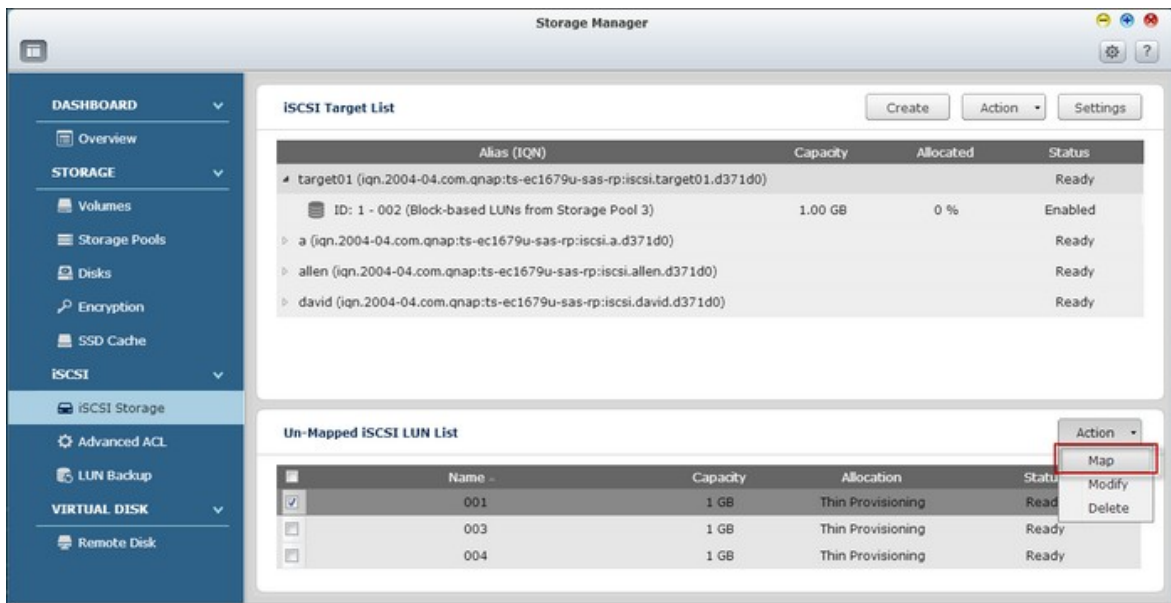 Storage Manager
?
DASHBOARD
Overview
STORAGE
Volumes
Storage Pools
Disks
Encryption
SSD Cache
iSCSI
iSCSI Storage
Advanced ACL
LUN Backup
VIRTUAL DISK
Remote Disk
iSCSI Target List Create Action Settings
Alias (IQN) Capacity Allocated Status
target01 (iqn.2004-04.com.qnap:ts-ec1679u-sas-rp:iscsi.target01.d371d0) Ready
ID: 1 - 002 (Block-based LUNs from Storage Pool 3) 1.00 GB 0 % Enabled
a (iqn.2004-04.com.qnap:ts-ec1679u-sas-rp:iscsi.a.d371d0) Ready
allen (iqn.2004-04.com.qnap:ts-ec1679u-sas-rp:iscsi.allen.d371d0) Ready
david (iqn.2004-04.com.qnap:ts-ec1679u-sas-rp:iscsi.david.d371d0) Ready
Un-Mapped iSCSI LUN List Action
Map
Modify
Delete
Name Capacity Allocation Statu
001 1 GB Thin Provisioning Read
003 1 GB Thin Provisioning Ready
004 1 GB Thin Provisioning Ready